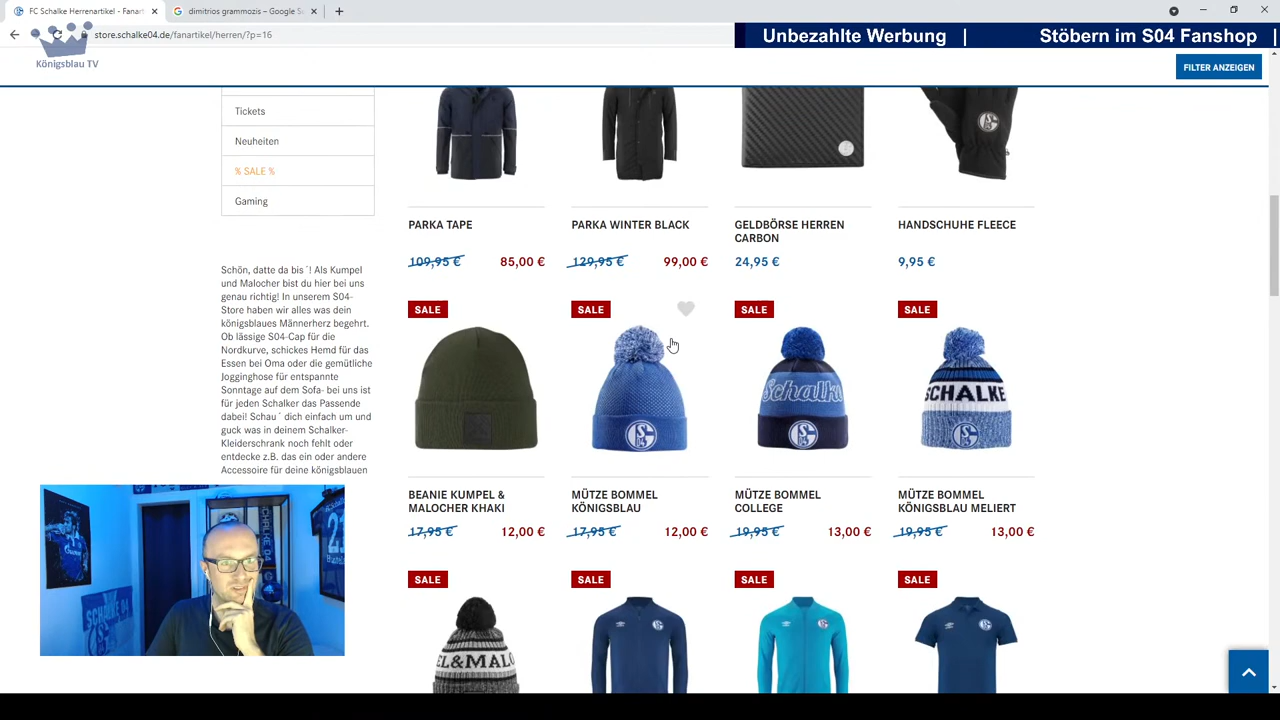 FC Schalke Herrenartikel - Fanart
dimitrios grammozis – Google Su
store.schalke04.de/fanartikel/herren/?p=16
Unbezahlte Werbung | Stöbern im S04 Fanshop |
Königsblau TV
FILTER ANZEIGEN
Tickets
Neuheiten
% SALE %
Gaming
PARKA TAPE
109,95 € 85,00 €
PARKA WINTER BLACK
129,95 € 99,00 €
GELDBÖRSE HERREN
CARBON
24,95 €
HANDSCHUHE FLEECE
9,95 €
Schön, datte da bis ´! Als Kumpel
und Malocher bist du hier bei uns
genau richtig! In unserem S04-
Store haben wir alles was dein
königsblaues Männerherz begehrt.
Ob lässige S04-Cap für die
Nordkurve, schickes Hemd für das
Essen bei Oma oder die gemütliche
Jogginghose für entspannte
Sonntage auf dem Sofa- bei uns ist
für jeden Schalker das Passende
dabei! Schau ´ dich einfach um und
guck was in deinem Schalker-
Kleiderschrank noch fehlt oder
entdecke z.B. das ein oder andere
Accessoire für deine königsblauen
SALE
BEANIE KUMPEL &
MALOCHER KHAKI
17,95 € 12,00 €
SALE
MÜTZE BOMMEL
KÖNIGSBLAU
17,95 € 12,00 €
SALE
Schalke
MÜTZE BOMMEL
COLLEGE
19,95 € 13,00 €
SALE
SCHALKE
MÜTZE BOMMEL
KÖNIGSBLAU MELIERT
19,95 € 13,00 €
SALE
EL&MALO
SALE
SALE
SALE
SCHALKE 04